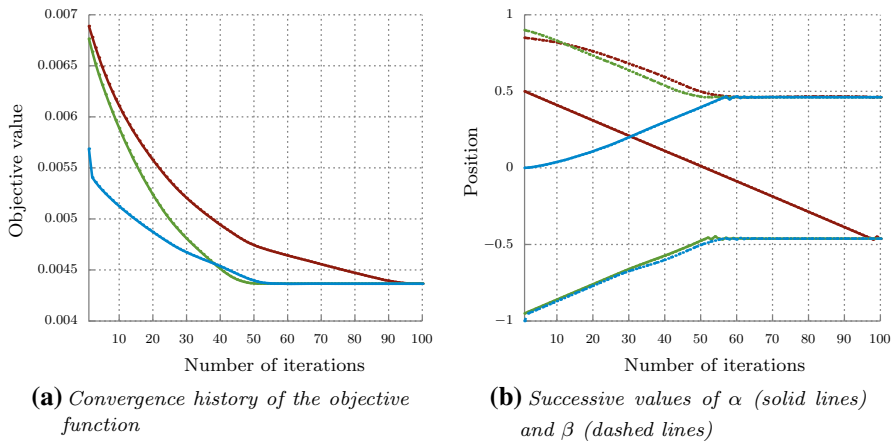 0.007
0.0065
0.006
0.0055
0.005
0.0045
0.004
Objective value
10 20 30 40 50 60 70 80 90 100
Number of iterations
(a) Convergence history of the objective
function
1
0.5
0
−0.5
−1
Position
10 20 30 40 50 60 70 80 90 100
Number of iterations
(b) Successive values of α (solid lines)
and β (dashed lines)